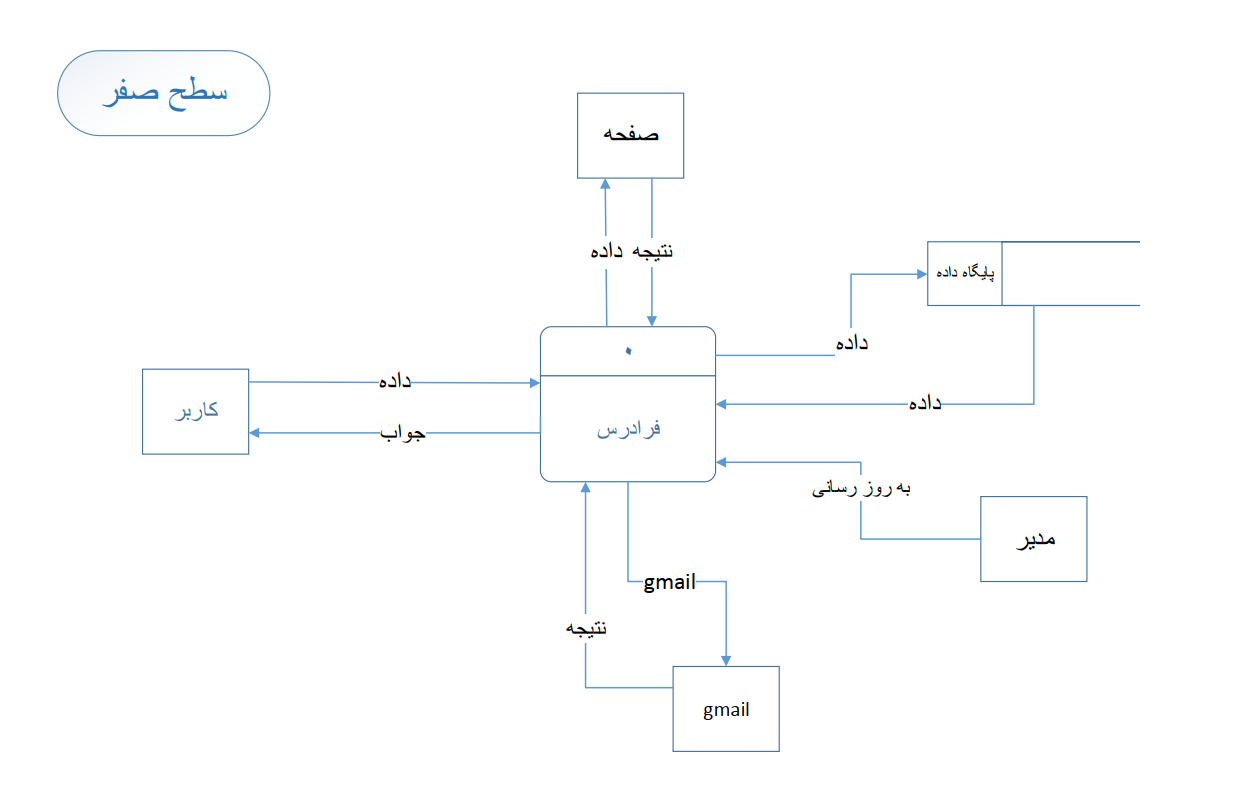 سطح صفر
صفحه
داده
نتیجه
پایگاه داده
داده
۰
داده
کاربر
داده
فرادرس
جواب
به روز رسانی
مدیر
gmail
نتیجه
gmail